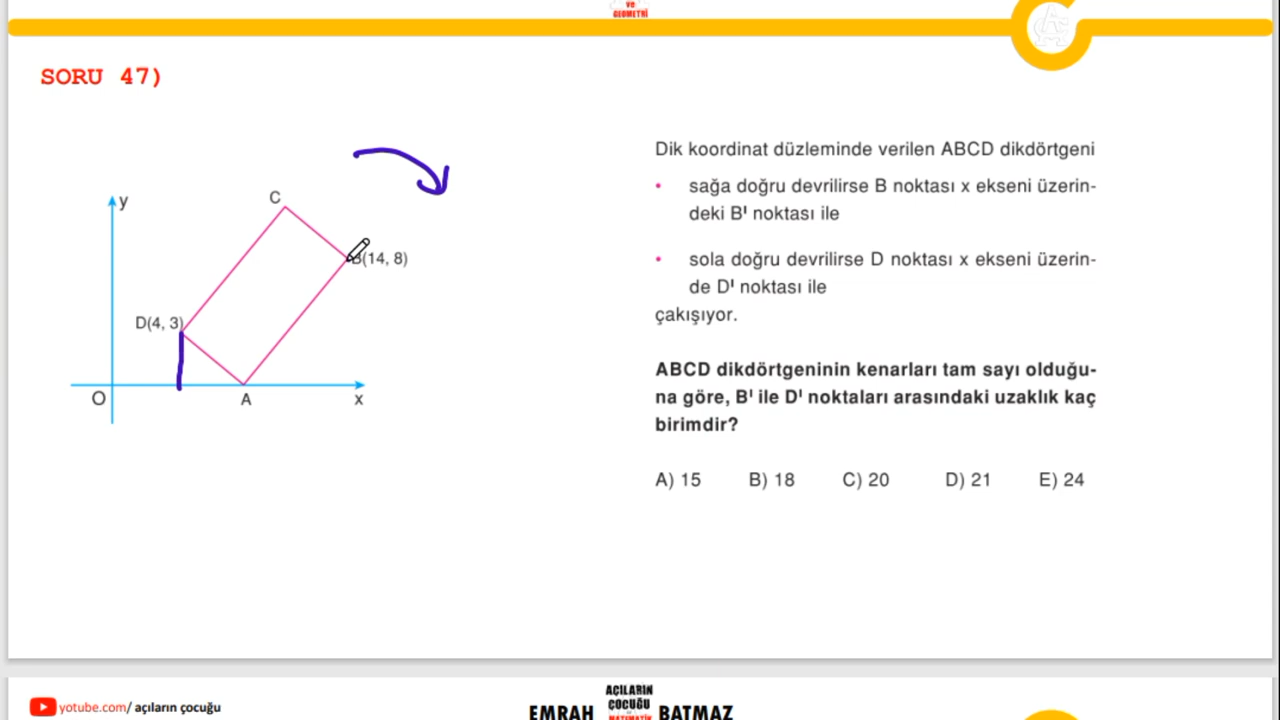 VE
GEOMETRİ
SORU 47)
Dik koordinat düzleminde verilen ABCD dikdörtgeni
• sağa doğru devrilirse B noktası x ekseni üzerin-
deki B' noktası ile
• sola doğru devrilirse D noktası x ekseni üzerin-
de D' noktası ile
çakışıyor.
ABCD dikdörtgeninin kenarları tam sayı olduğu-
na göre, B' ile D' noktaları arasındaki uzaklık kaç
birimdir?
A) 15 B) 18 C) 20 D) 21 E) 24
y
C
B(14, 8)
D(4, 3)
O
A
x
yotube.com/ açıların çocuğu
EMRAH
AÇILARIN
ÇOCUĞU
MATEMATİK
BATMAZ